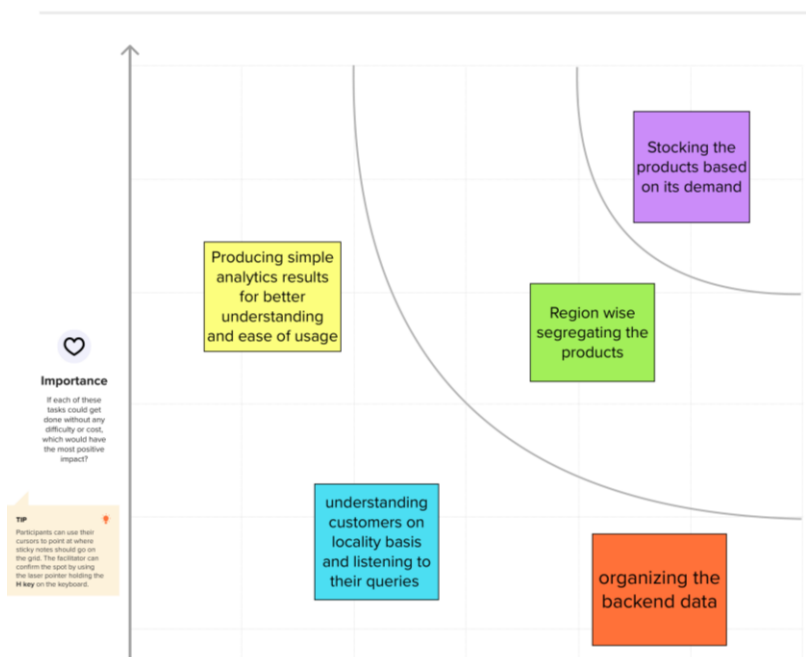 Stocking the
products based
on its demand
Producing simple
analytics results
for better
understanding
and ease of usage
Region wise
segregating the
products
Importance
If each of these
tasks could get
done without any
difficulty or cost,
which would have
the most positive
impact?
understanding
customers on
locality basis
and listening to
their queries
TIP
Participants can use their
cursors to point at where
sticky notes should go on
the grid. The facilitator can
confirm the spot by using
the laser pointer holding the
H key on the keyboard.
organizing the
backend data